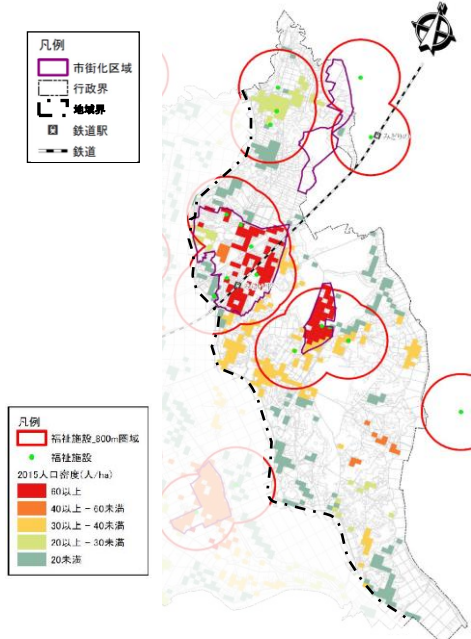 凡例
市街化区域
行政界
地域界
鉄道駅
鉄道
みどりの
凡例
福祉施設_800m圏域
福祉施設
2015人口密度(人/ha)
60以上
40以上 - 60未満
30以上 - 40未満
20以上 - 30未満
20未満